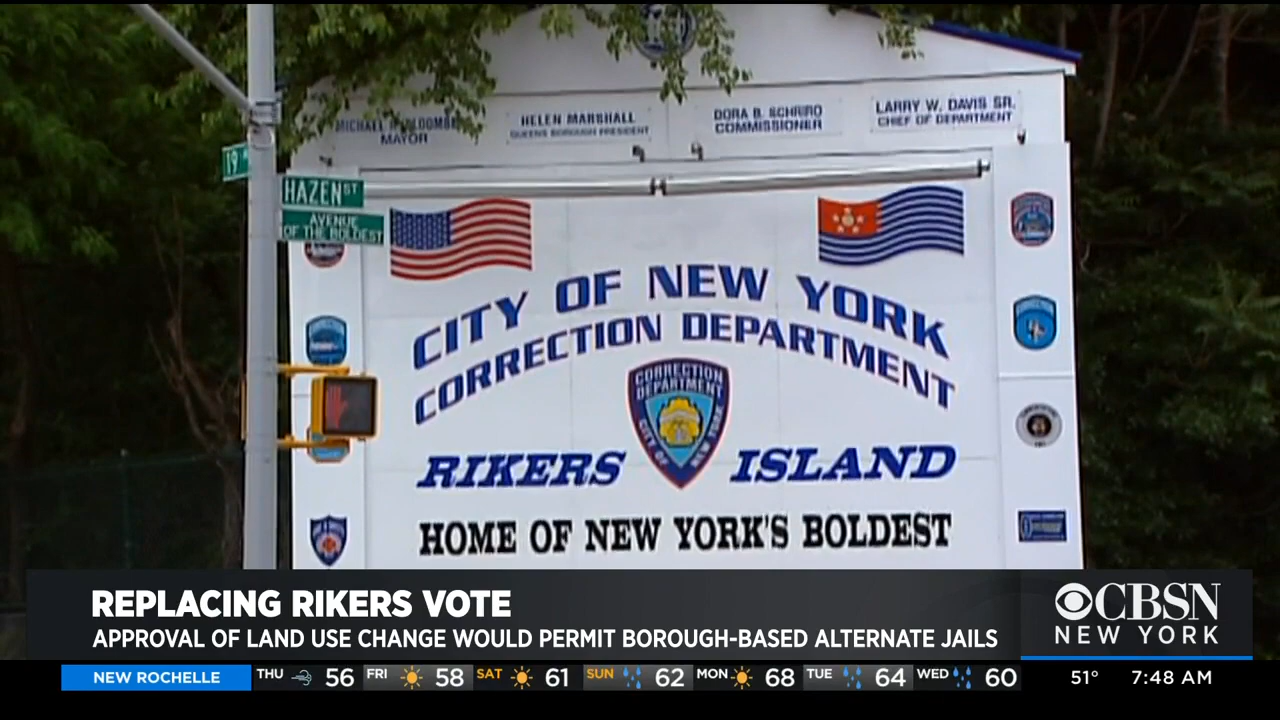 MICHAEL
MAYOR
HELEN MARSHALL
QUEENS BOROUGH PRESIDENT
DORA B. SCHRIRO
COMMISSIONER
LARRY W. DAVIS SR.
CHIEF OF DEPARTMENT
19
HAZEN ST
AVENUE
OF THE BOLDEST
CITY OF NEW YORK
CORRECTION DEPARTMENT
CORRECTION
DEPARTMENT
CITY OF NEW YORK
RIKERS ISLAND
HOME OF NEW YORK'S BOLDEST
REPLACING RIKERS VOTE
APPROVAL OF LAND USE CHANGE WOULD PERMIT BOROUGH-BASED ALTERNATE JAILS
CBSN
NEW YORK
NEW ROCHELLE THU 56 FRI 58 SAT 61 SUN 62 MON 68 TUE 64 WED 60 51° 7:48 AM